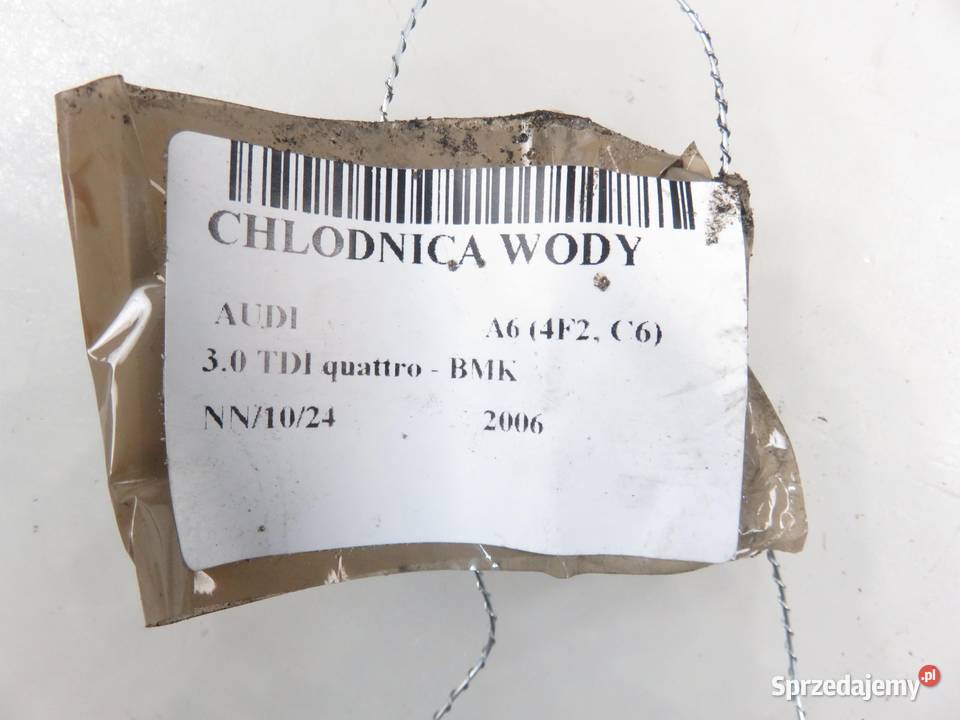 CHLODNICA WODY
AUDI A6 (4F2, C6)
3.0 TDI quattro - BMK
NN/10/24 2006
Sprzedajemy.pl